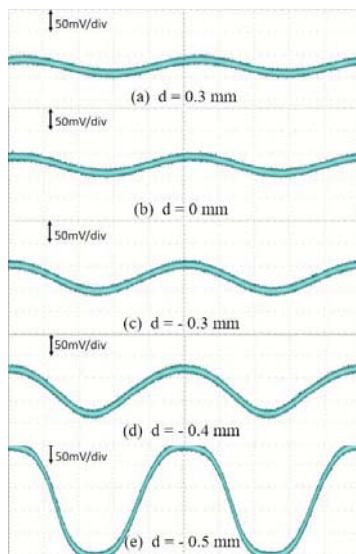 50mV/div
(a) d = 0.3 mm
50mV/div
(b) d = 0 mm
50mV/div
(c) d = - 0.3 mm
50mV/div
(d) d = - 0.4 mm
50mV/div
(e) d = - 0.5 mm